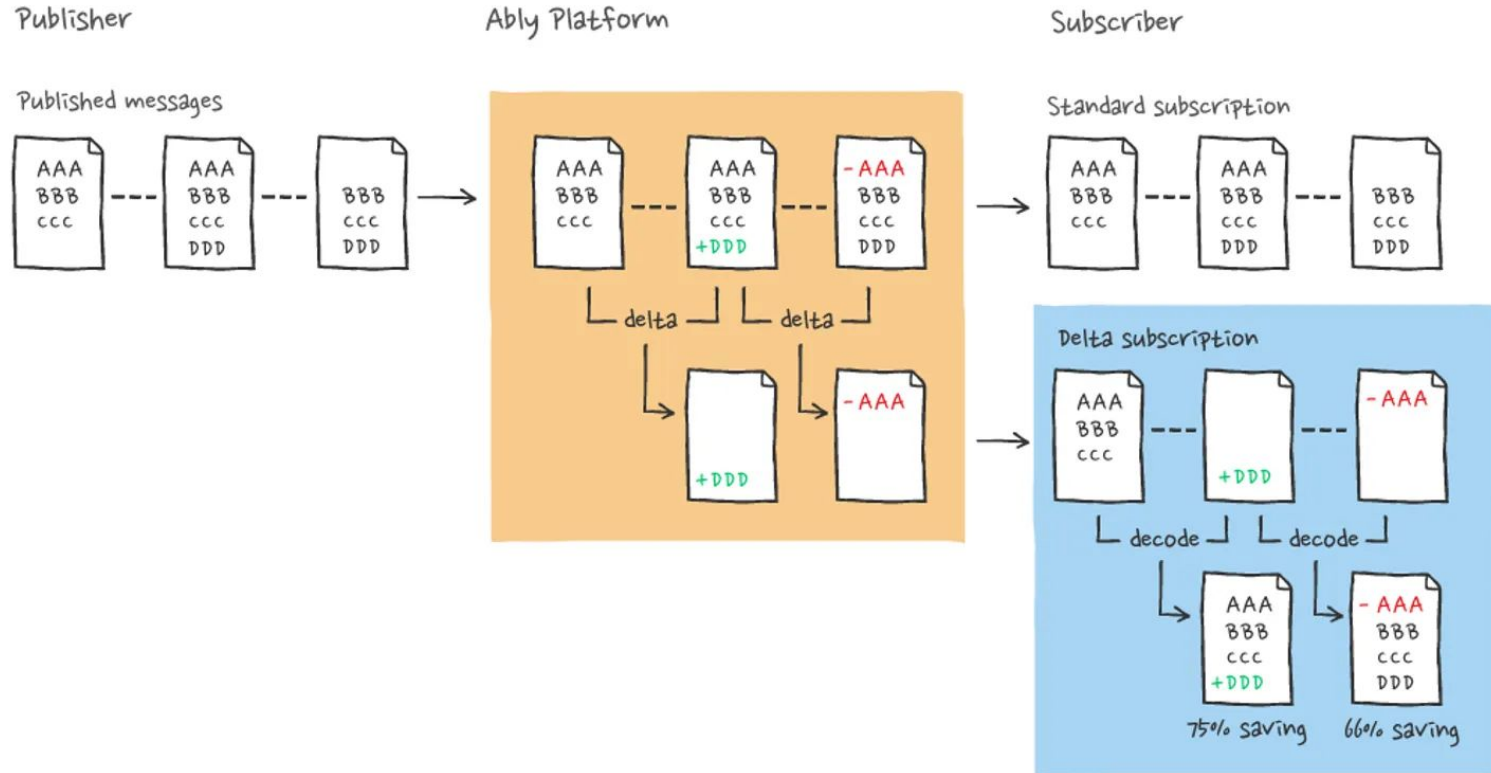 Publisher
Ably Platform
Subscriber
Published messages
AAA
BBB
CCC
AAA
BBB
CCC
DDD
BBB
CCC
DDD
AAA
BBB
CCC
AAA
BBB
CCC
+DDD
-AAA
BBB
CCC
DDD
delta
delta
+DDD
-AAA
Standard subscription
AAA
BBB
CCC
AAA
BBB
CCC
DDD
BBB
CCC
DDD
Delta subscription
AAA
BBB
CCC
+DDD
-AAA
decode
decode
AAA
BBB
CCC
+DDD
75% saving
- AAA
BBB
CCC
DDD
66% saving